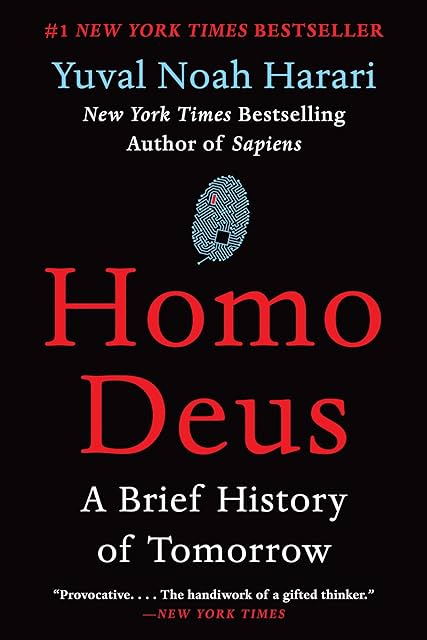 #1 NEW YORK TIMES BESTSELLER
Yuval Noah Harari
New York Times Bestselling
Author of Sapiens
Homo
Deus
A Brief History
of Tomorrow
“Provocative. . . . The handiwork of a gifted thinker.”
—NEW YORK TIMES